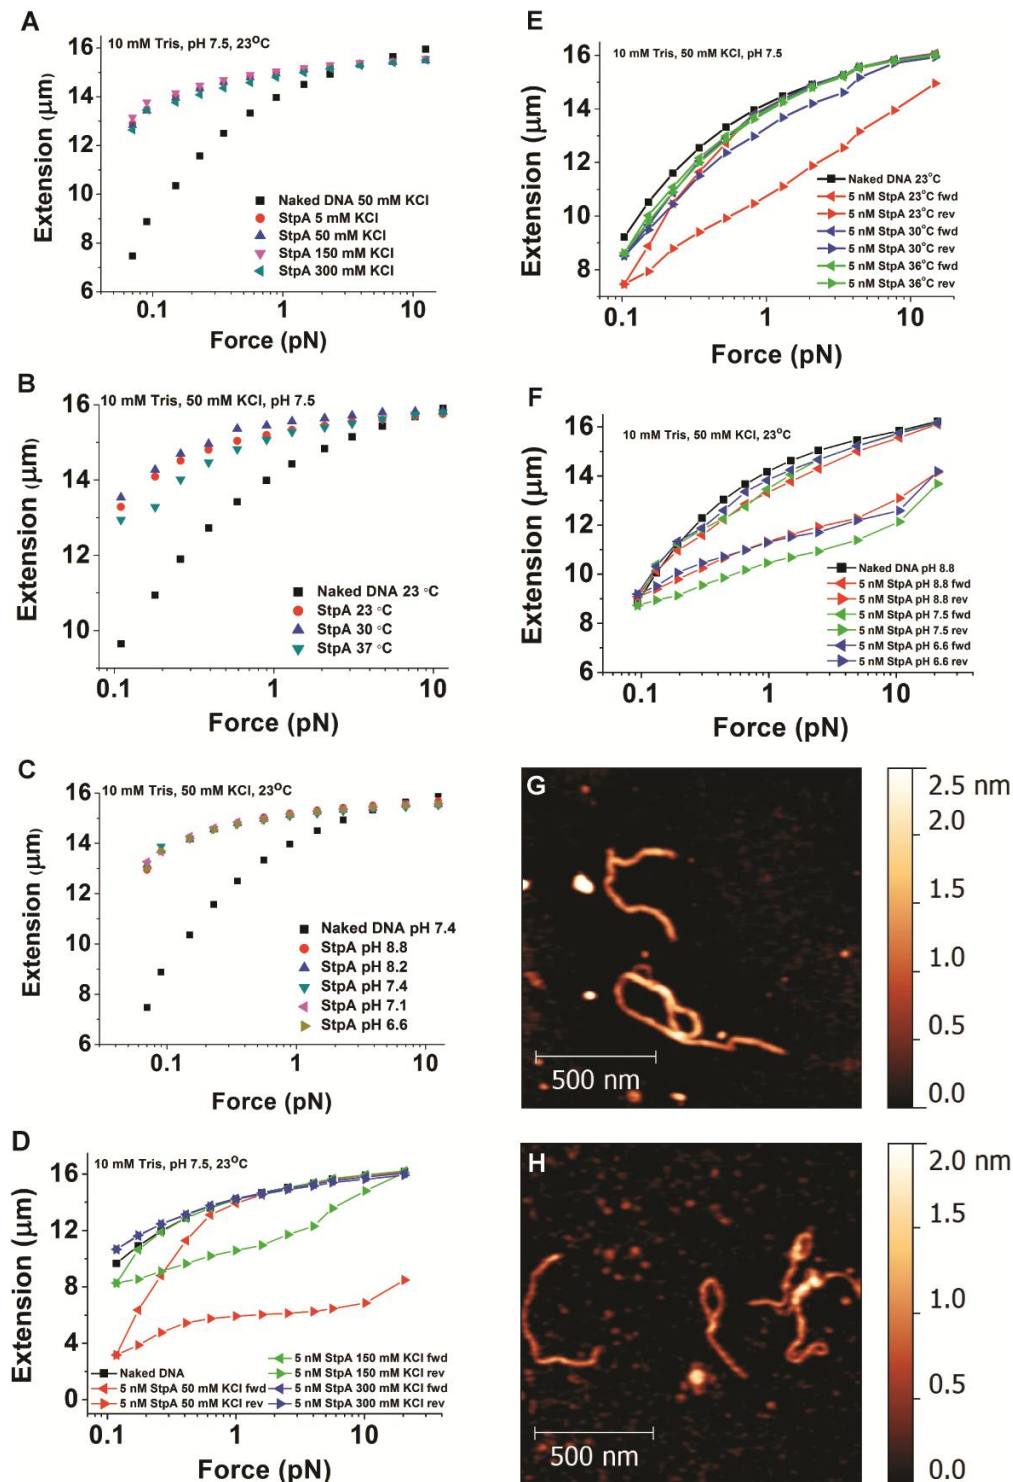 A
10 mM Tris, pH 7.5, 23°C
16
14
12
10
8
6
Extension (μm)
Naked DNA 50 mM KCl
StpA 5 mM KCl
StpA 50 mM KCl
StpA 150 mM KCl
StpA 300 mM KCl
0.1
1
10
Force (pN)
B
10 mM Tris, 50 mM KCl, pH 7.5
16
14
12
10
Extension (μm)
Naked DNA 23 °C
StpA 23 °C
StpA 30 °C
StpA 37 °C
0.1
1
10
Force (pN)
C
10 mM Tris, 50 mM KCl, 23°C
16
14
12
10
8
6
Extension (μm)
Naked DNA pH 7.4
StpA pH 8.8
StpA pH 8.2
StpA pH 7.4
StpA pH 7.1
StpA pH 6.6
0.1
1
10
Force (pN)
D
10 mM Tris, pH 7.5, 23°C
16
12
8
4
0
Extension (μm)
Naked DNA
5 nM StpA 50 mM KCl fwd
5 nM StpA 50 mM KCl rev
5 nM StpA 150 mM KCl fwd
5 nM StpA 150 mM KCl rev
5 nM StpA 300 mM KCl fwd
5 nM StpA 300 mM KCl rev
0.1
1
10
Force (pN)
E
10 mM Tris, 50 mM KCl, pH 7.5
16
14
12
10
8
Extension (μm)
Naked DNA 23°C
5 nM StpA 23°C fwd
5 nM StpA 23°C rev
5 nM StpA 30°C fwd
5 nM StpA 30°C rev
5 nM StpA 36°C fwd
5 nM StpA 36°C rev
0.1
1
10
Force (pN)
F
10 mM Tris, 50 mM KCl, 23°C
16
14
12
10
8
6
Extension (μm)
Naked DNA pH 8.8
5 nM StpA pH 8.8 fwd
5 nM StpA pH 8.8 rev
5 nM StpA pH 7.5 fwd
5 nM StpA pH 7.5 rev
5 nM StpA pH 6.6 fwd
5 nM StpA pH 6.6 rev
0.1
1
10
Force (pN)
G
500 nm
2.5 nm
2.0
1.5
1.0
0.5
0.0
H
500 nm
2.0 nm
1.5
1.0
0.5
0.0